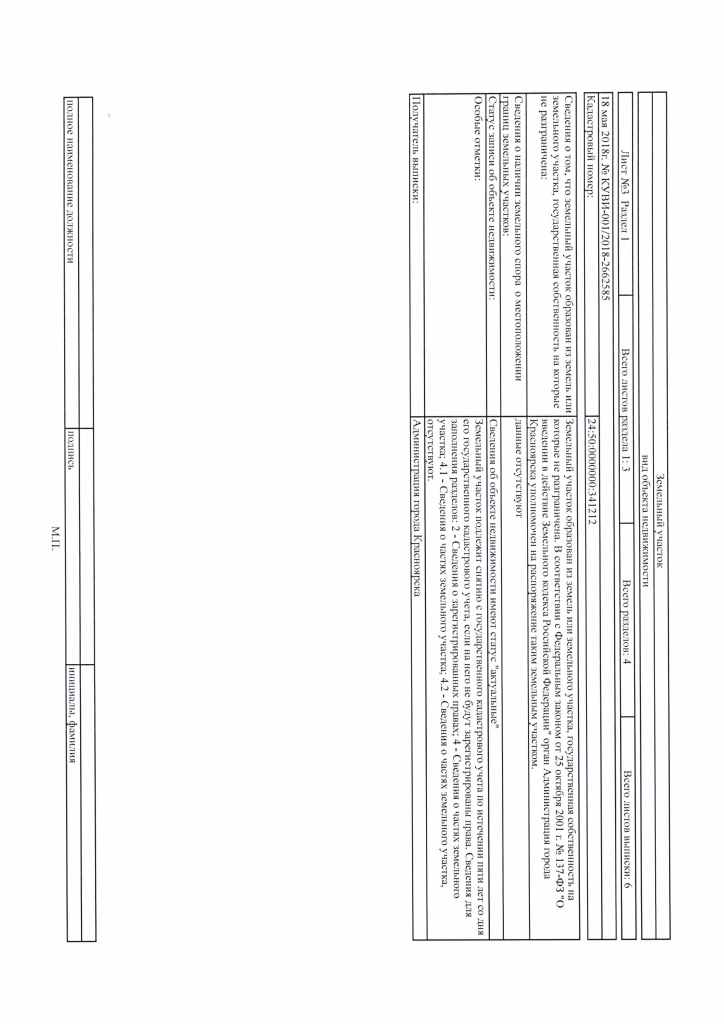 Земельный участок
вид объекта недвижимости
Лист №3 Раздел 1
Всего листов раздела 1: 3
Всего разделов: 4
Всего листов выписки: 6
18 мая 2018г. № КУВИ-001/2018-2662585
Кадастровый номер:
24:50:0000000:341212
Сведения о том, что земельный участок образован из земель или
земельного участка, государственная собственность на которые
не разграничена:
Земельный участок образован из земель или земельного участка, государственная собственность на
которые не разграничена. В соответствии с Федеральным законом от 25 октября 2001 г. № 137-ФЗ "О
введении в действие Земельного кодекса Российской Федерации" орган Администрация города
Красноярска уполномочен на распоряжение таким земельным участком.
Сведения о наличии земельного спора о местоположении
границ земельных участков:
данные отсутствуют
Статус записи об объекте недвижимости:
Сведения об объекте недвижимости имеют статус "актуальные"
Особые отметки:
Земельный участок подлежит снятию с государственного кадастрового учета по истечении пяти лет со дня
его государственного кадастрового учета, если на него не будут зарегистрированы права. Сведения для
заполнения разделов: 2 - Сведения о зарегистрированных правах; 4 - Сведения о частях земельного
участка; 4.1 - Сведения о частях земельного участка; 4.2 - Сведения о частях земельного участка,
отсутствуют.
Получатель выписки:
Администрация города Красноярска
полное наименование должности
подпись
инициалы, фамилия
М.П.